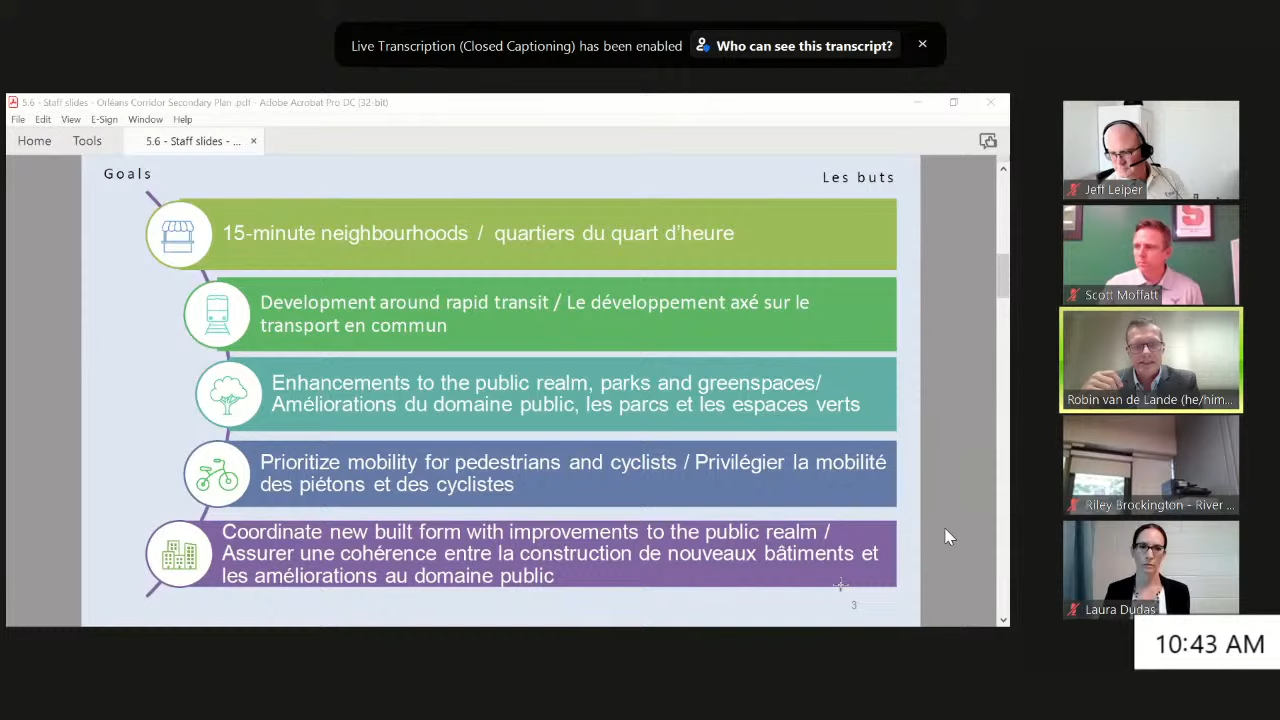 Live Transcription (Closed Captioning) has been enabled Who can see this transcript?
5.6 - Staff slides - Orléans Corridor Secondary Plan .pdf - Adobe Acrobat Pro DC (32-bit)
File Edit View E-Sign Window Help
Home Tools 5.6 - Staff slides - ...
Goals
Les buts
15-minute neighbourhoods / quartiers du quart d'heure
Development around rapid transit / Le développement axé sur le
transport en commun
Enhancements to the public realm, parks and greenspaces/
Améliorations du domaine public, les parcs et les espaces verts
Prioritize mobility for pedestrians and cyclists / Privilégier la mobilité
des piétons et des cyclistes
Coordinate new built form with improvements to the public realm /
Assurer une cohérence entre la construction de nouveaux bâtiments et
les améliorations au domaine public
3
Jeff Leiper
Scott Moffatt
Robin van de Lande (he/him...
Riley Brockington - River ...
Laura Dudas
10:43 AM